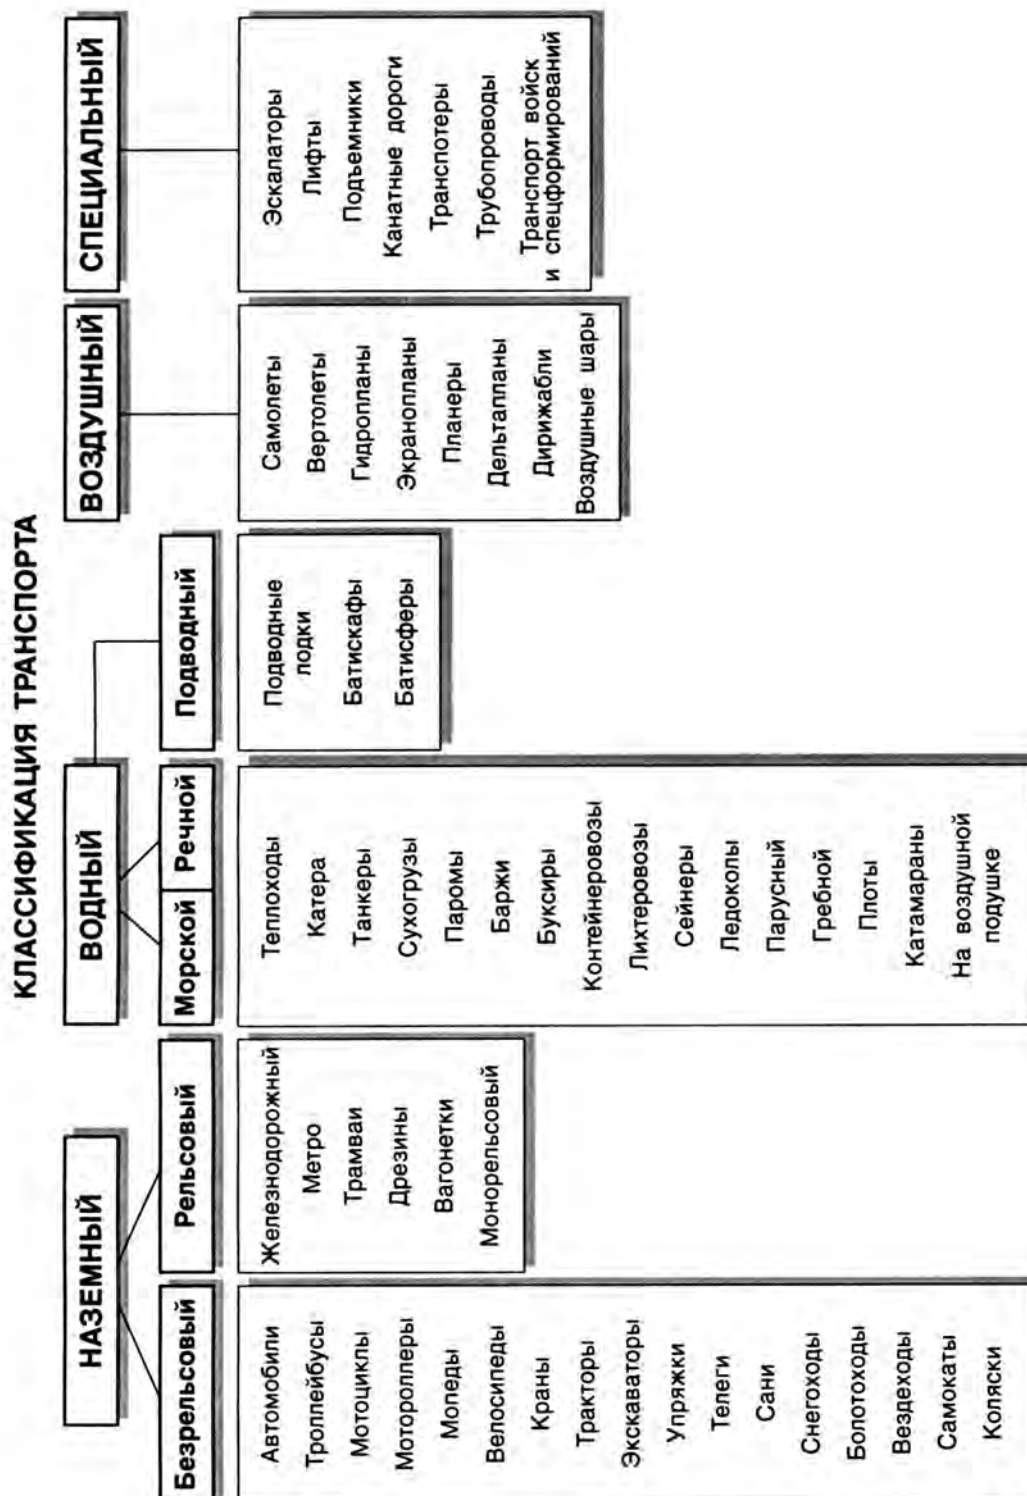 КЛАССИФИКАЦИЯ ТРАНСПОРТА
НАЗЕМНЫЙ
Безрельсовый
Автомобили
Троллейбусы
Мотоциклы
Мотороллеры
Мопеды
Велосипеды
Краны
Тракторы
Экскаваторы
Упряжки
Телеги
Сани
Снегоходы
Болотоходы
Вездеходы
Самокаты
Коляски
Рельсовый
Железнодорожный
Метро
Трамваи
Дрезины
Вагонетки
Монорельсовый
ВОДНЫЙ
Морской
Речной
Теплоходы
Катера
Танкеры
Сухогрузы
Паромы
Баржи
Буксиры
Контейнеровозы
Лихтеровозы
Сейнеры
Ледоколы
Парусный
Гребной
Плоты
Катамараны
На воздушной
подушке
Подводный
Подводные
лодки
Батискафы
Батисферы
ВОЗДУШНЫЙ
Самолеты
Вертолеты
Гидропланы
Экранопланы
Планеры
Дельтапланы
Дирижабли
Воздушные шары
СПЕЦИАЛЬНЫЙ
Эскалаторы
Лифты
Подъемники
Канатные дороги
Транспотеры
Трубопроводы
Транспорт войск
и спецформирований